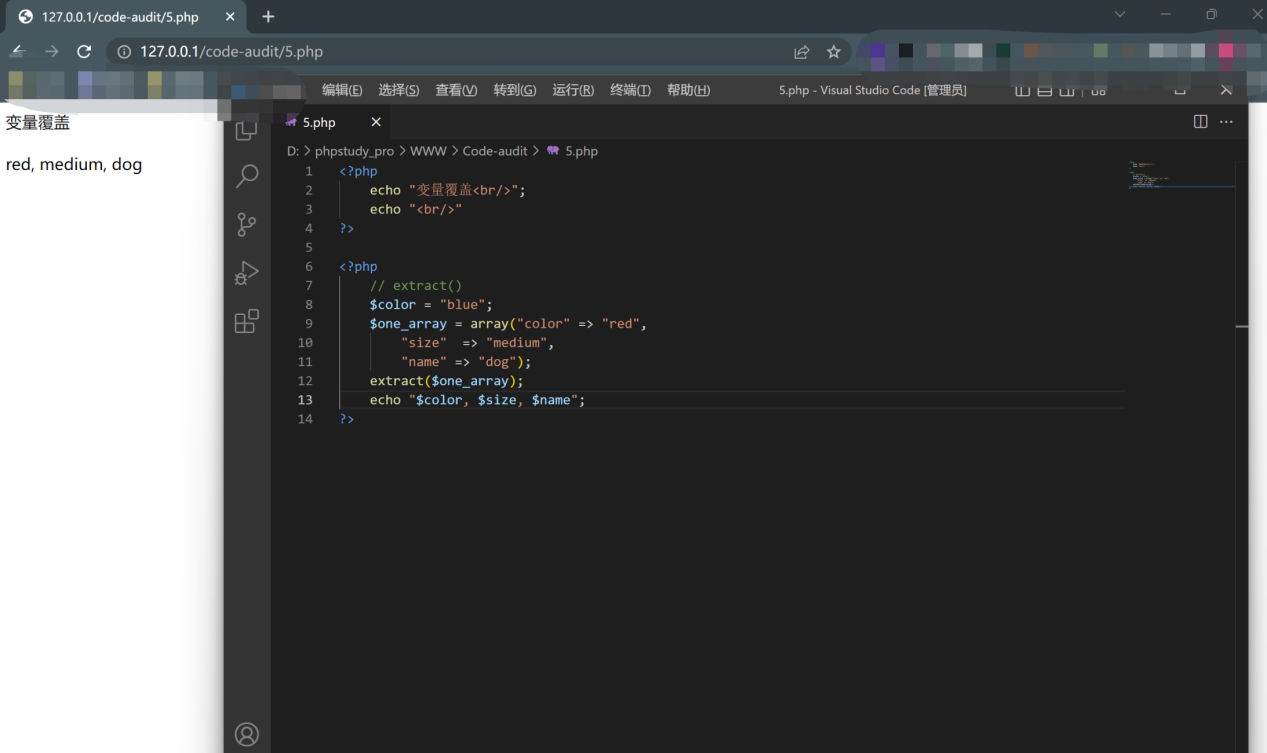 127.0.0.1/code-audit/5.php
127.0.0.1/code-audit/5.php
编辑(E) 选择(S) 查看(V) 转到(G) 运行(R) 终端(T) 帮助(H) 5.php - Visual Studio Code [管理员]
变量覆盖
red, medium, dog
5.php
D: > phpstudy_pro > WWW > Code-audit > 5.php
1 <?php
2 echo "变量覆盖<br/>";
3 echo "<br/>"
4 ?>
5
6 <?php
7 // extract()
8 $color = "blue";
9 $one_array = array("color" => "red",
10 "size"  => "medium",
11 "name" => "dog");
12 extract($one_array);
13 echo "$color, $size, $name";
14 ?>